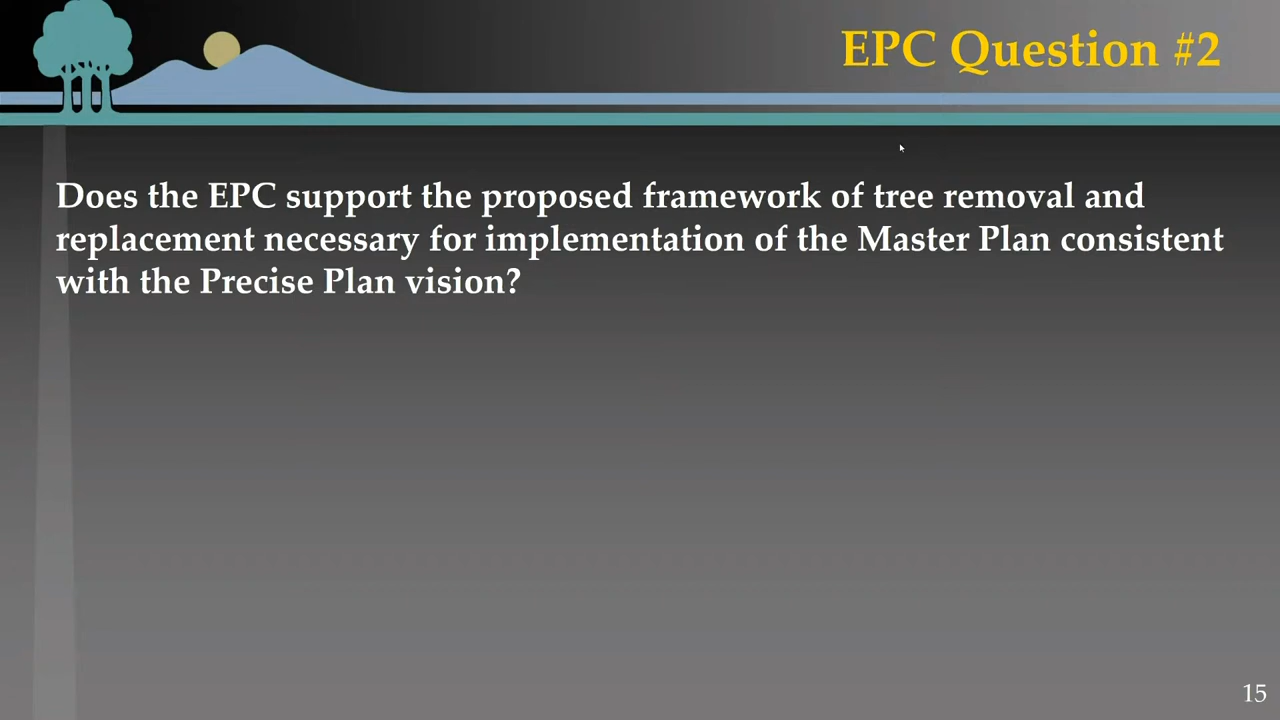 EPC Question #2
Does the EPC support the proposed framework of tree removal and
replacement necessary for implementation of the Master Plan consistent
with the Precise Plan vision?
15